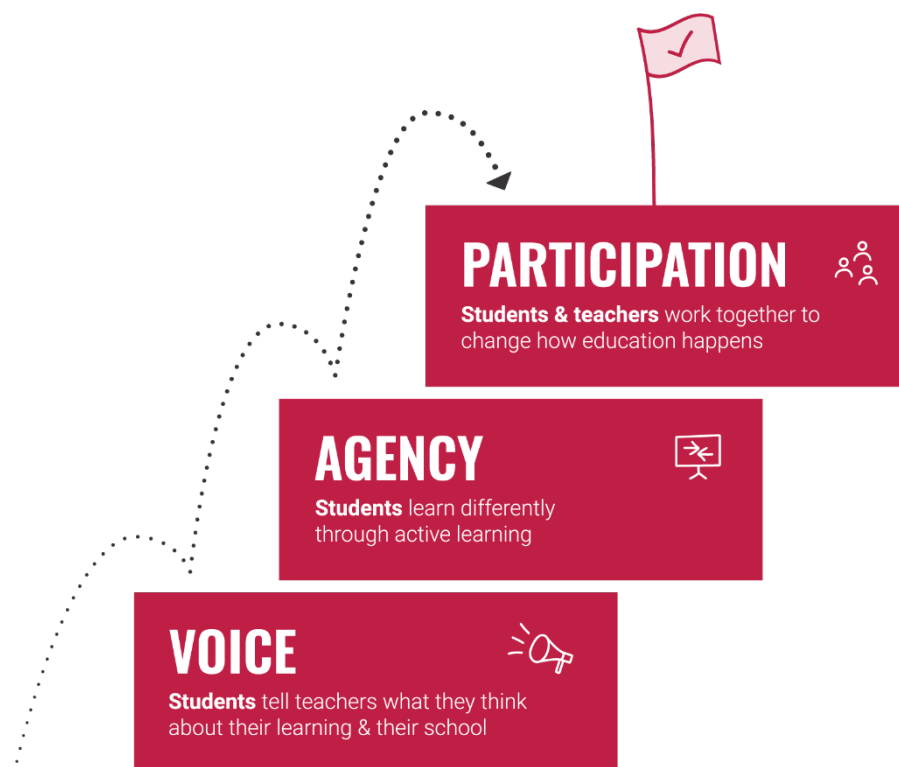 PARTICIPATION
Students & teachers work together to
change how education happens
AGENCY
Students learn differently
through active learning
VOICE
Students tell teachers what they think
about their learning & their school